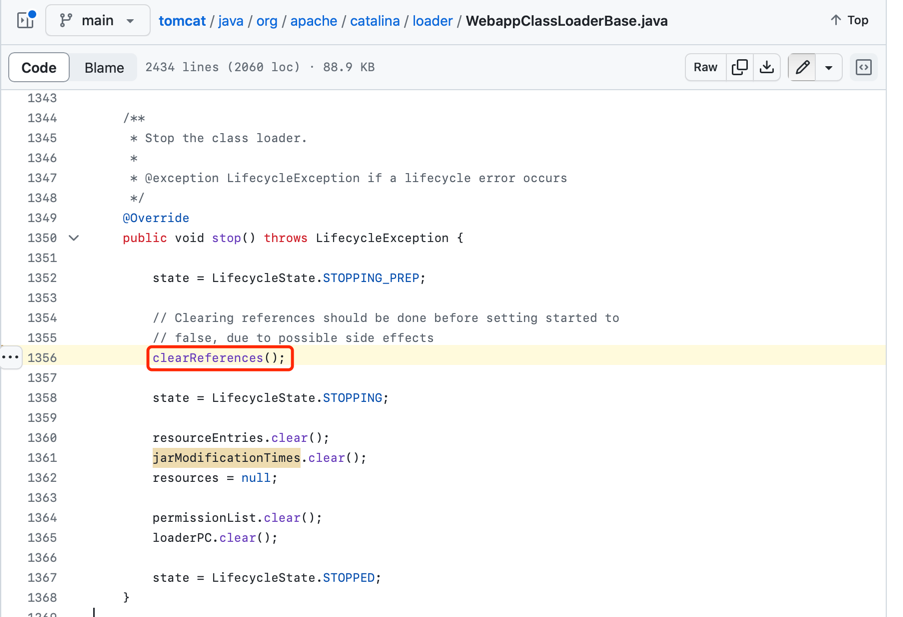 main
tomcat / java / org / apache / catalina / loader / WebappClassLoaderBase.java
Top
Code
Blame
2434 lines (2060 loc) · 88.9 KB
Raw
1343
1344 /**
1345 * Stop the class loader.
1346 *
1347 * @exception LifecycleException if a lifecycle error occurs
1348 */
1349 @Override
1350 public void stop() throws LifecycleException {
1351
1352 state = LifecycleState.STOPPING_PREP;
1353
1354 // Clearing references should be done before setting started to
1355 // false, due to possible side effects
1356 clearReferences();
1357
1358 state = LifecycleState.STOPPING;
1359
1360 resourceEntries.clear();
1361 jarModificationTimes.clear();
1362 resources = null;
1363
1364 permissionList.clear();
1365 loaderPC.clear();
1366
1367 state = LifecycleState.STOPPED;
1368 }